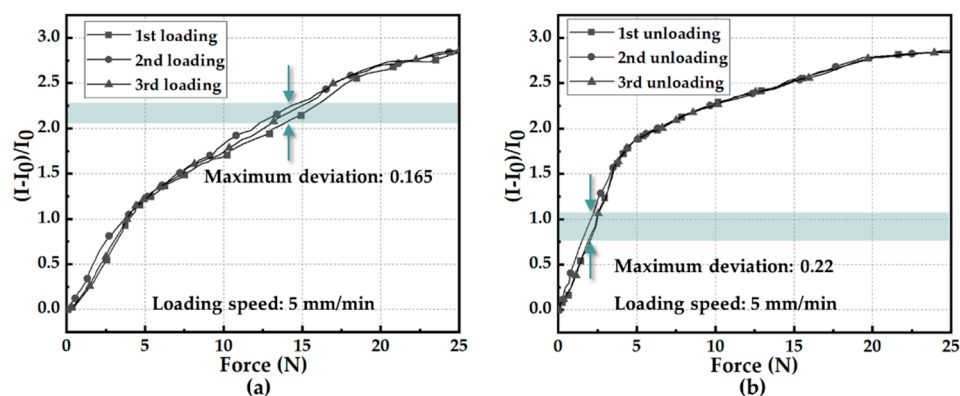 3.0
2.5
2.0
1.5
1.0
0.5
0.0
(I-I₀)/I₀
1st loading
2nd loading
3rd loading
Maximum deviation: 0.165
Loading speed: 5 mm/min
0 5 10 15 20 25
Force (N)
(a)
3.0
2.5
2.0
1.5
1.0
0.5
0.0
(I-I₀)/I₀
1st unloading
2nd unloading
3rd unloading
Maximum deviation: 0.22
Loading speed: 5 mm/min
0 5 10 15 20 25
Force (N)
(b)